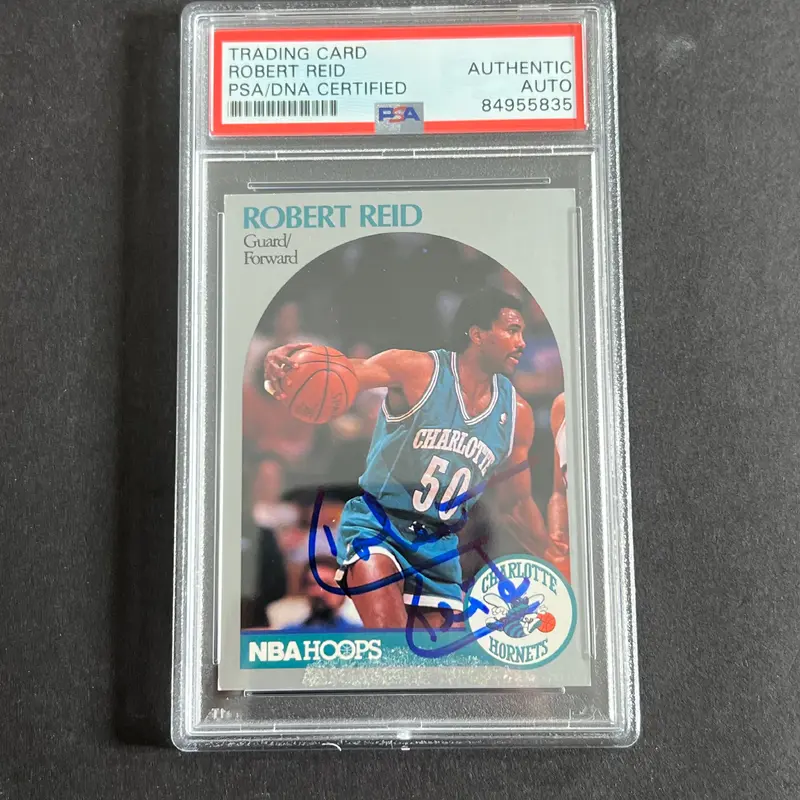 TRADING CARD
ROBERT REID
PSA/DNA CERTIFIED
AUTHENTIC
AUTO
84955835
PSA
ROBERT REID
Guard/
Forward
CHARLOTTE
50
CHARLOTTE
HORNETS
NBA HOOPS